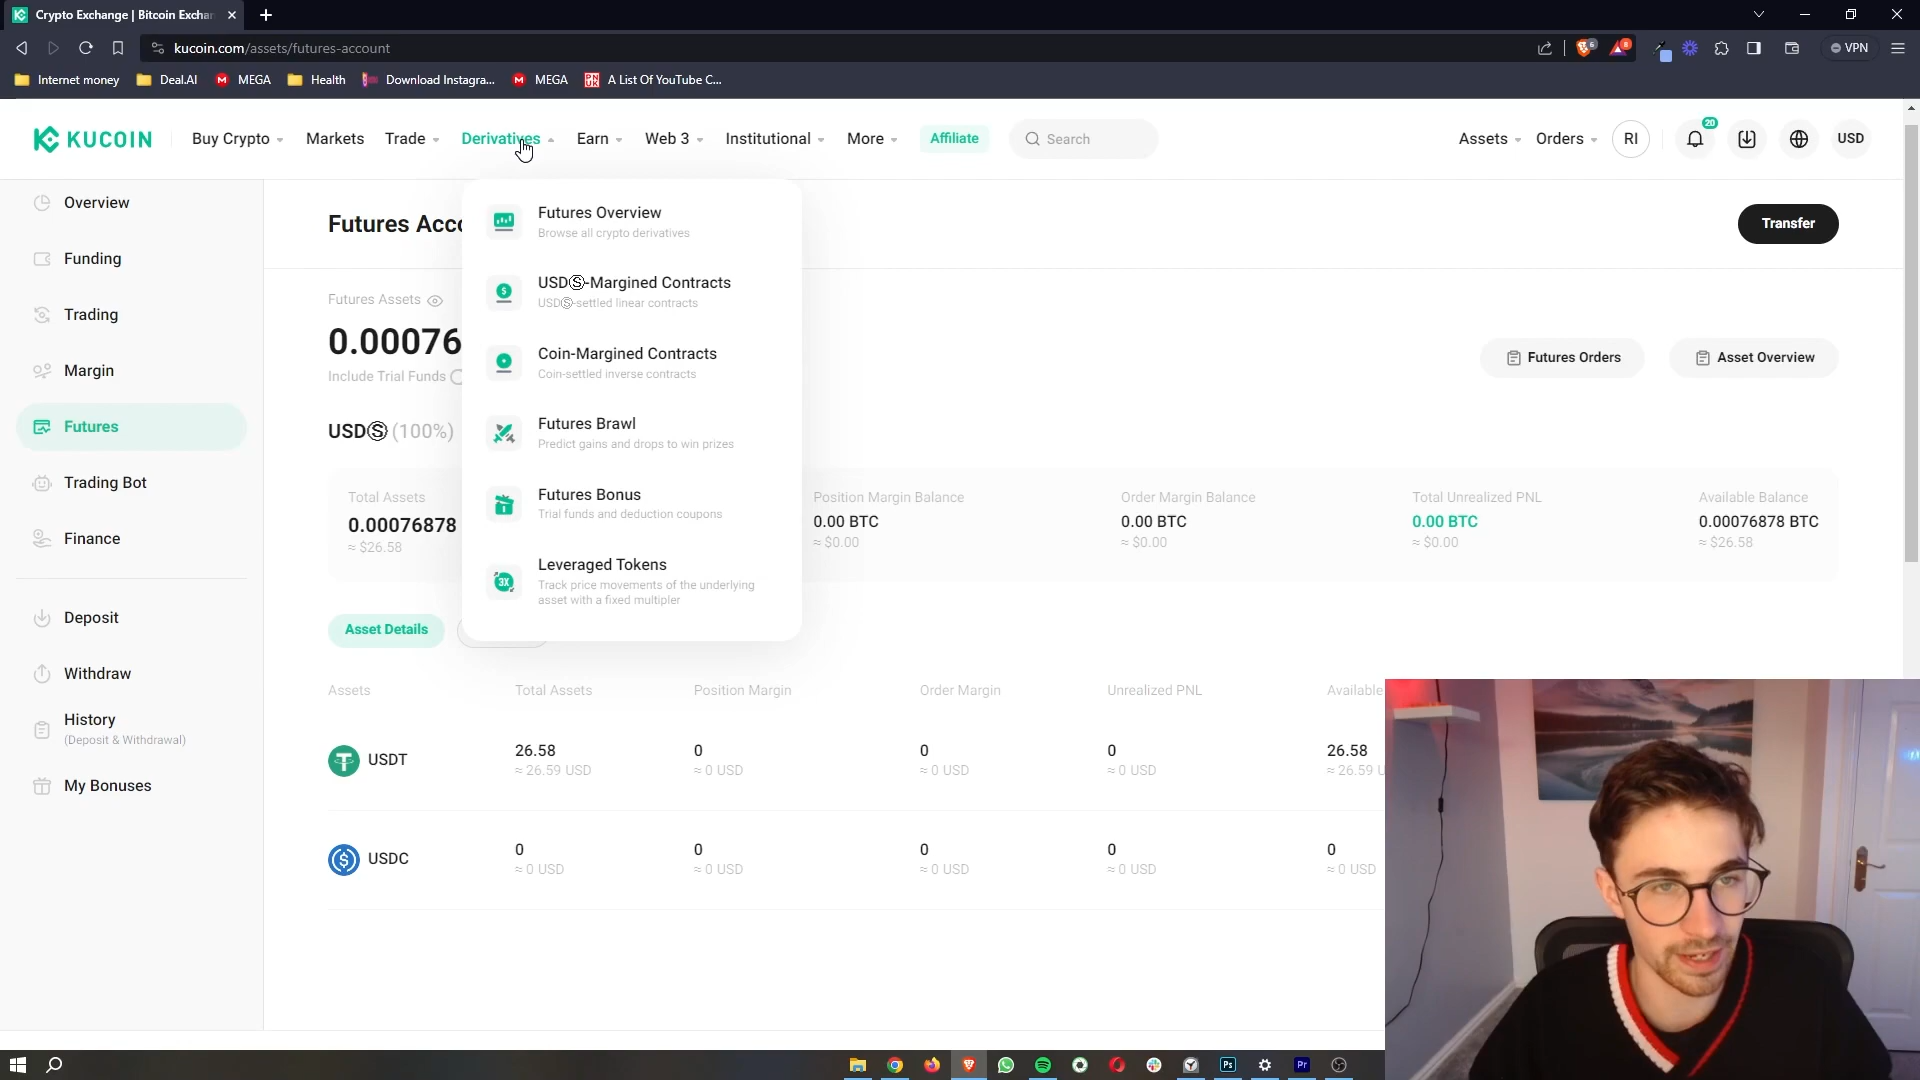 Crypto Exchange | Bitcoin Exchan
kucoin.com/assets/futures-account
VPN
Internet money
Deal.AI
MEGA
Health
Download Instagra...
MEGA
A List Of YouTube C...
KUCOIN
Buy Crypto
Markets
Trade
Derivatives
Earn
Web 3
Institutional
More
Affiliate
Search
Assets
Orders
RI
20
USD
Overview
Funding
Trading
Margin
Futures
Trading Bot
Finance
Deposit
Withdraw
History
(Deposit & Withdrawal)
My Bonuses
Futures Acco
Transfer
Futures Assets
0.00076
Include Trial Funds
USDⓈ (100%)
Futures Orders
Asset Overview
Futures Overview
Browse all crypto derivatives
USDⓈ-Margined Contracts
USDⓈ-settled linear contracts
Coin-Margined Contracts
Coin-settled inverse contracts
Futures Brawl
Predict gains and drops to win prizes
Futures Bonus
Trial funds and deduction coupons
3X
Leveraged Tokens
Track price movements of the underlying
asset with a fixed multipler
Total Assets
0.00076878
≈ $26.58
Position Margin Balance
0.00 BTC
≈ $0.00
Order Margin Balance
0.00 BTC
≈ $0.00
Total Unrealized PNL
0.00 BTC
≈ $0.00
Available Balance
0.00076878 BTC
≈ $26.58
Asset Details
Assets Total Assets Position Margin Order Margin Unrealized PNL Available
USDT 26.58 0 0 0 26.58
≈ 26.59 USD ≈ 0 USD ≈ 0 USD ≈ 0 USD ≈ 26.59 U
USDC 0 0 0 0 0
≈ 0 USD ≈ 0 USD ≈ 0 USD ≈ 0 USD ≈ 0 USD
Ps
Pr